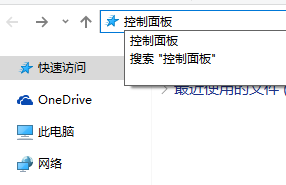 控制面板
控制面板
搜索 "控制面板"
快速访问
最近使用的文件 (
OneDrive
此电脑
网络